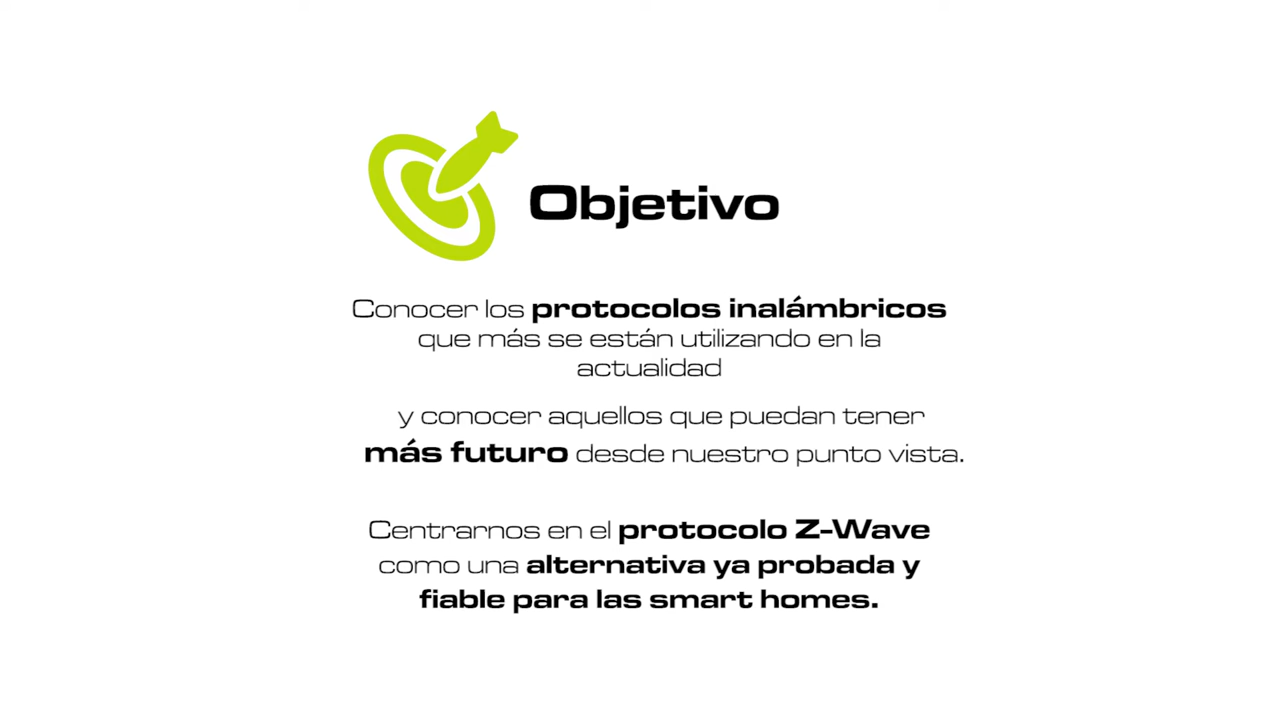 Objetivo
Conocer los protocolos inalámbricos
que más se están utilizando en la
actualidad
y conocer aquellos que puedan tener
más futuro desde nuestro punto vista.
Centrarnos en el protocolo Z-Wave
como una alternativa ya probada y
fiable para las smart homes.